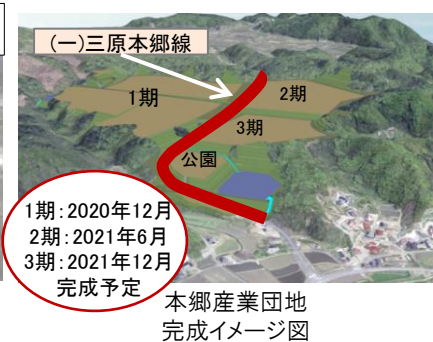 (一)三原本郷線
1期
2期
3期
公園
1期:2020年12月
2期:2021年6月
3期:2021年12月
完成予定
本郷産業団地
完成イメージ図